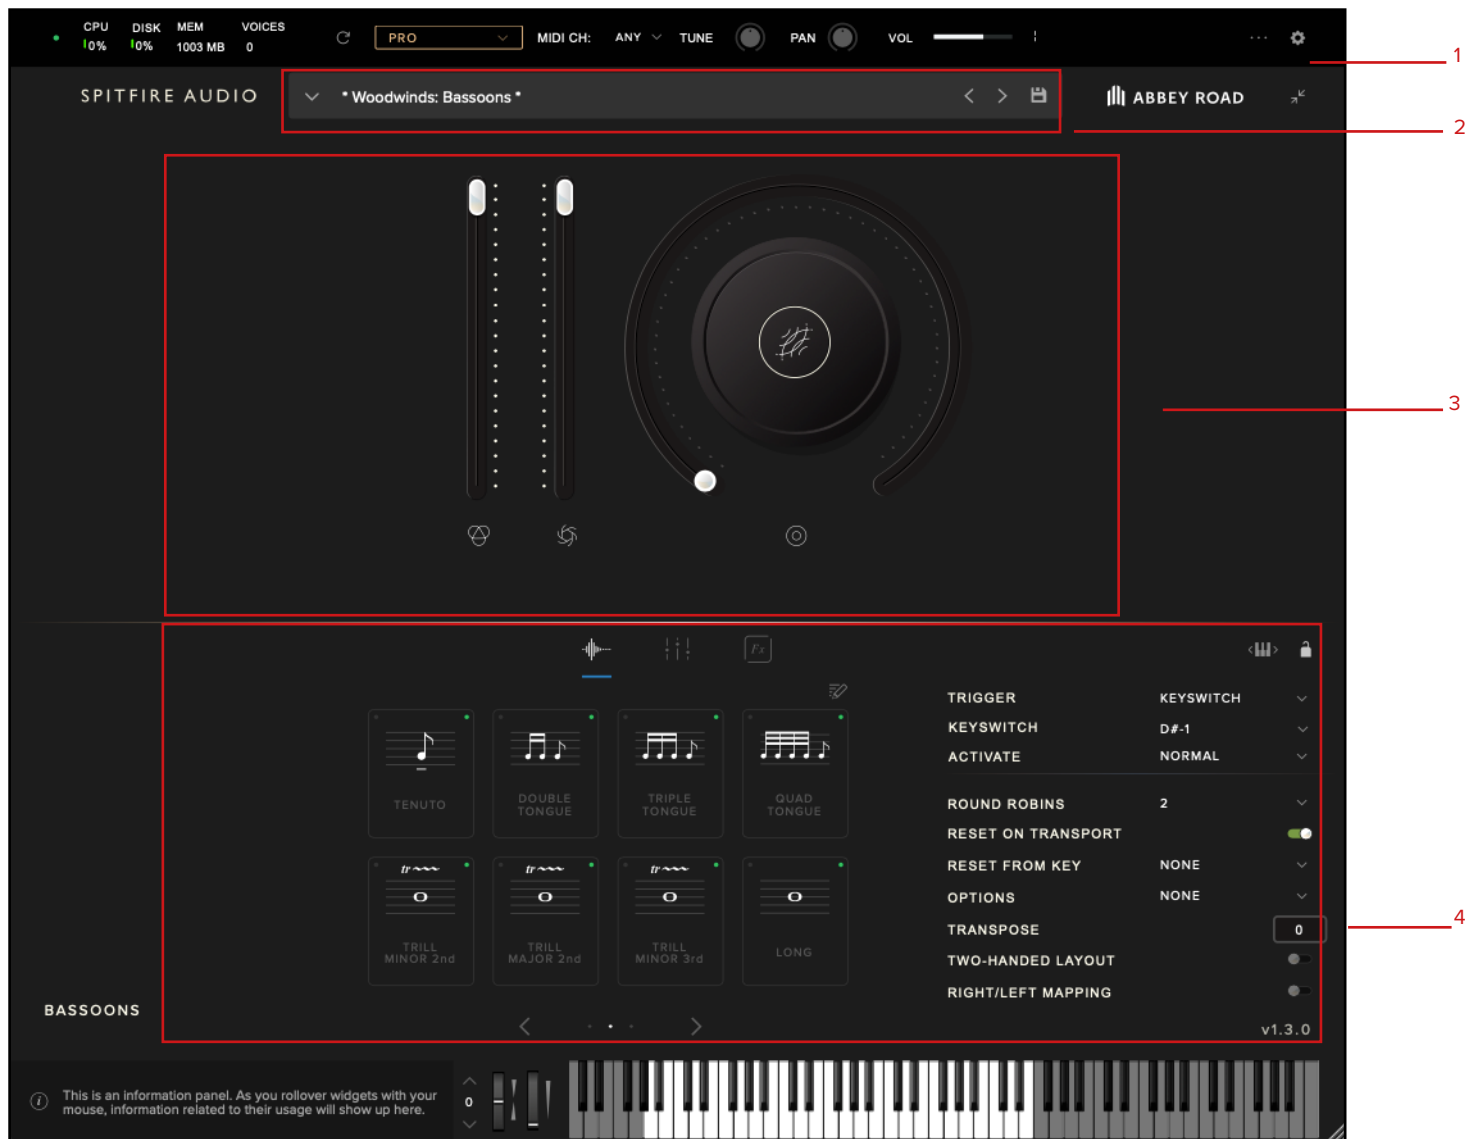 CPU DISK MEM VOICES
0% 0% 1003 MB 0
PRO MIDI CH: ANY TUNE PAN VOL ...
1
SPITFIRE AUDIO * Woodwinds: Bassoons * ABBEY ROAD
2
3
Fx
TRIGGER KEYSWITCH
KEYSWITCH D#-1
ACTIVATE NORMAL
TENUTO
DOUBLE
TONGUE
TRIPLE
TONGUE
QUAD
TONGUE
ROUND ROBINS 2
RESET ON TRANSPORT
RESET FROM KEY NONE
OPTIONS NONE
TRANSPOSE 0
4
TWO-HANDED LAYOUT
RIGHT/LEFT MAPPING
tr
TRILL
MINOR 2nd
tr
TRILL
MAJOR 2nd
tr
TRILL
MINOR 3rd
LONG
BASSOONS
v1.3.0
This is an information panel. As you rollover widgets with your
mouse, information related to their usage will show up here.
0